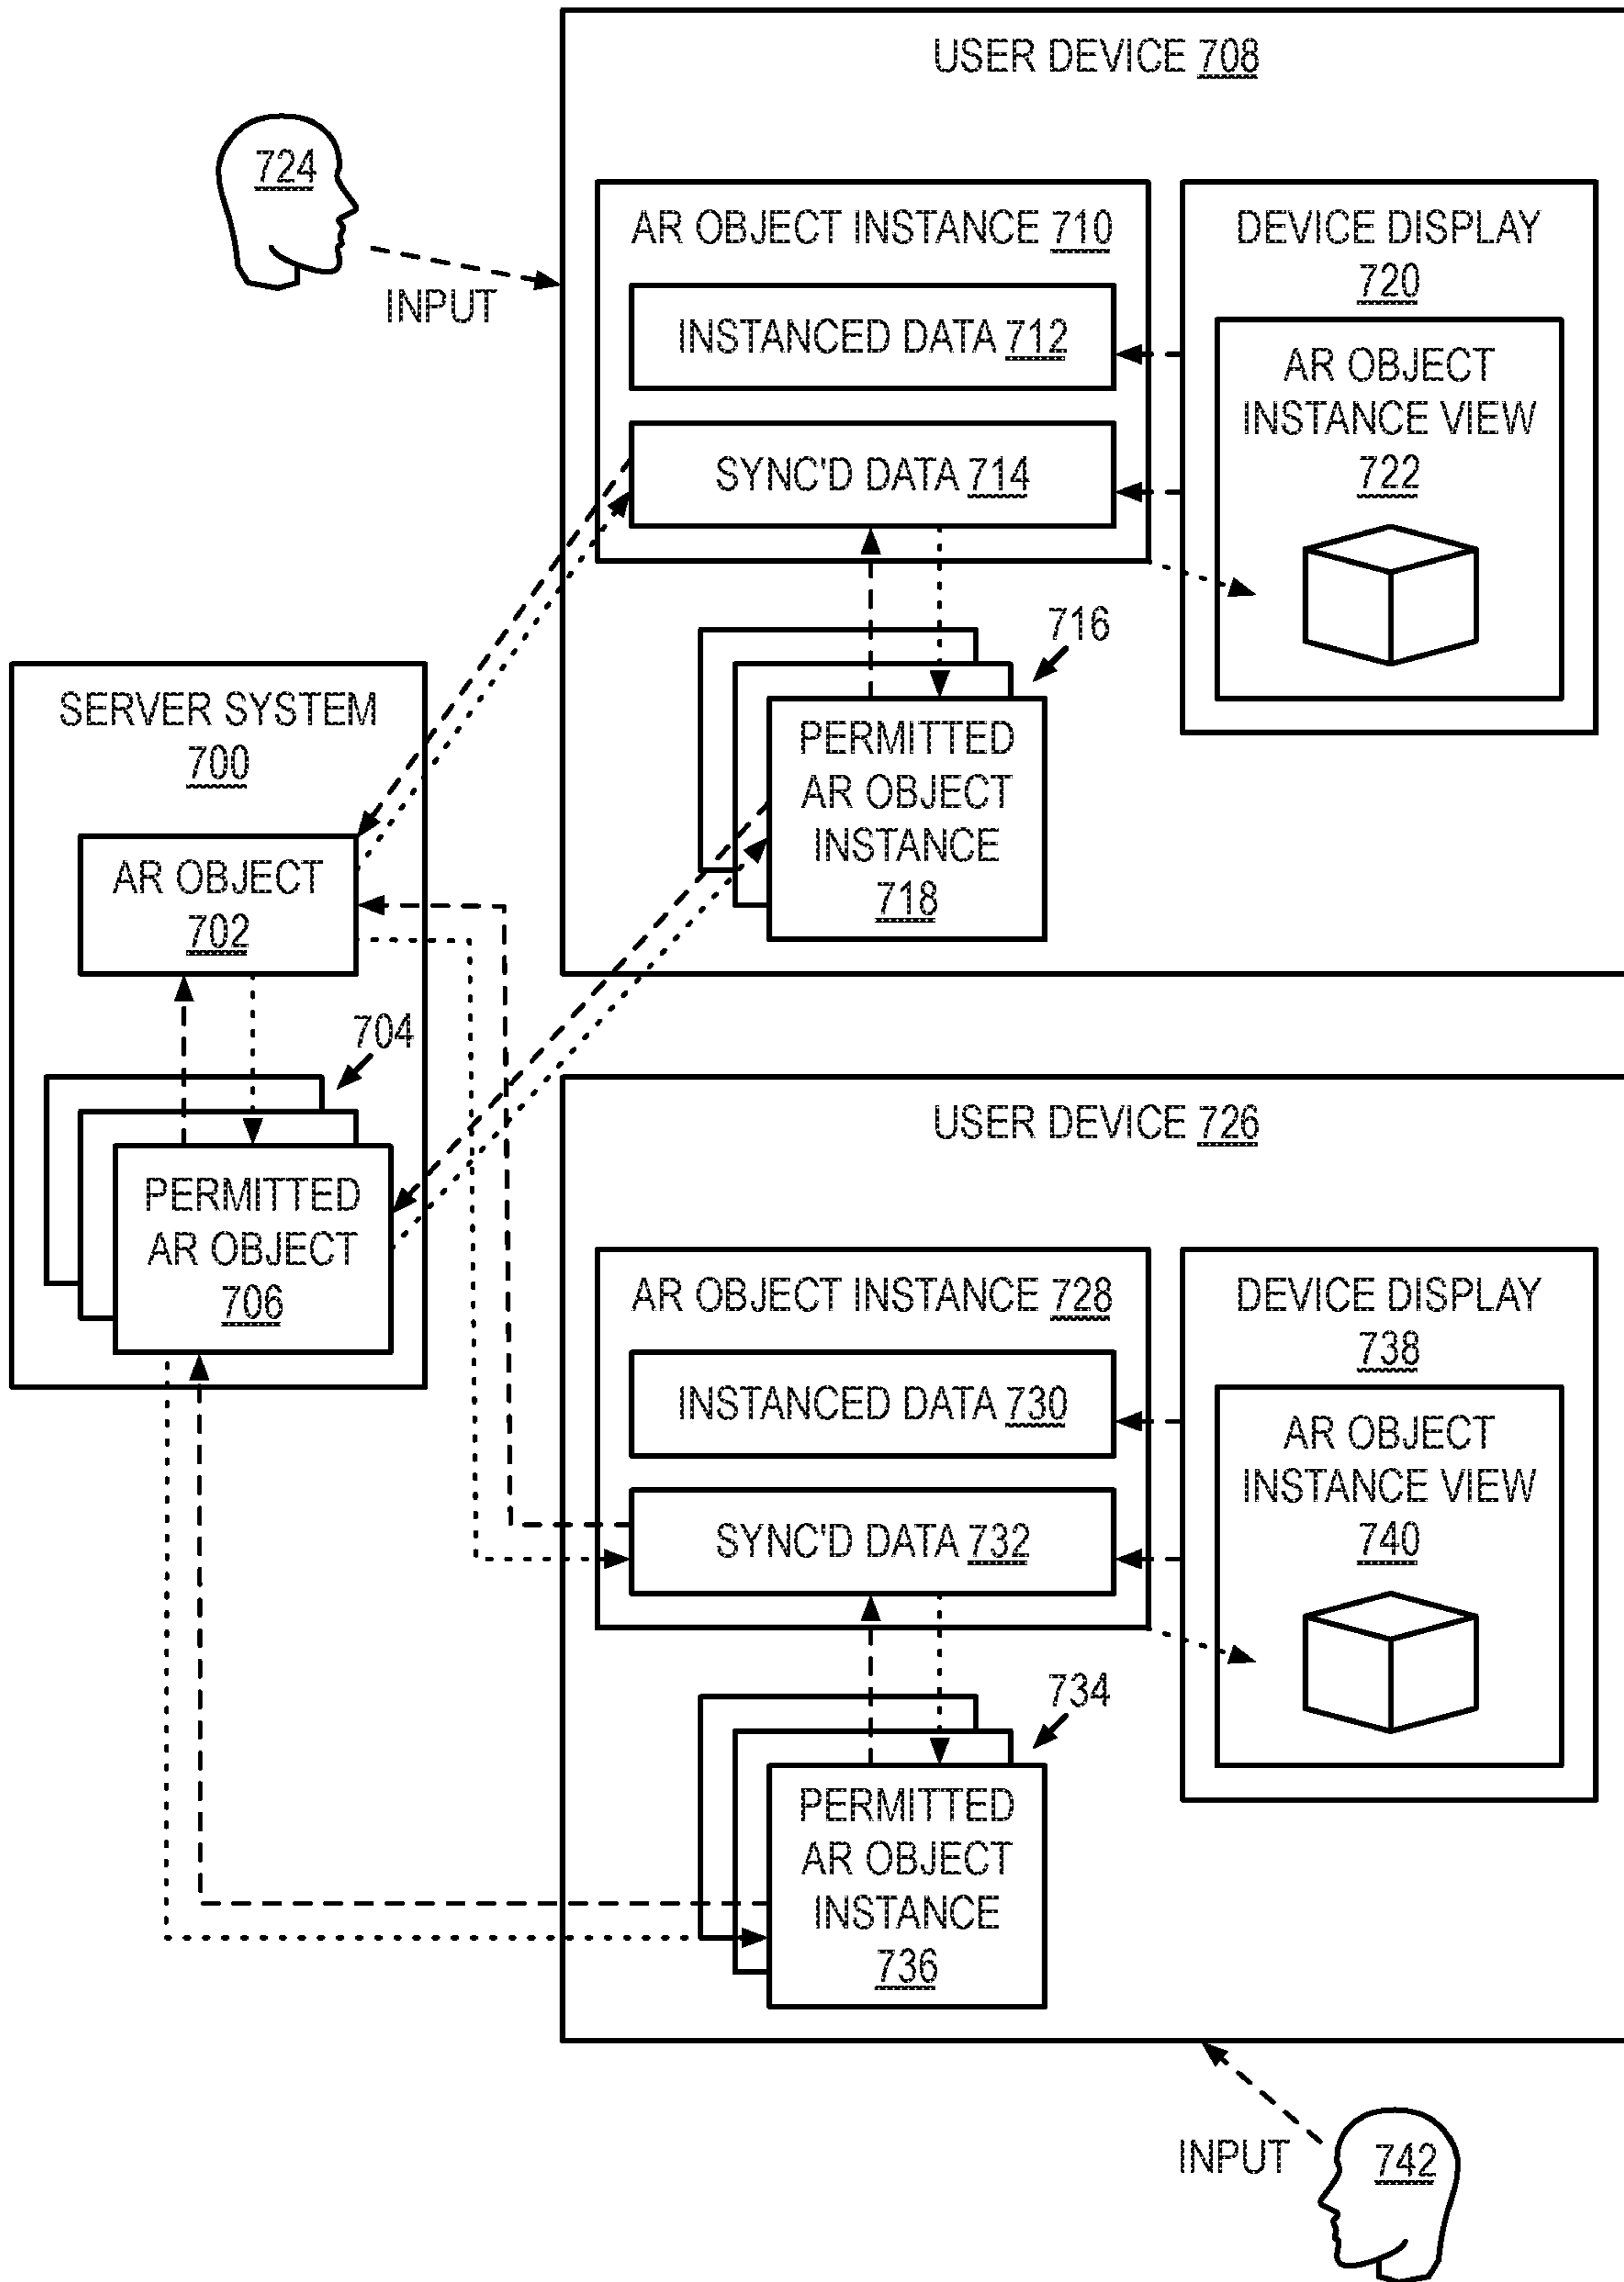 USER DEVICE 708
724
INPUT
AR OBJECT INSTANCE 710
INSTANCED DATA 712
SYNC'D DATA 714
DEVICE DISPLAY
720
AR OBJECT
INSTANCE VIEW
722
716
PERMITTED
AR OBJECT
INSTANCE
718
SERVER SYSTEM
700
AR OBJECT
702
704
PERMITTED
AR OBJECT
706
USER DEVICE 726
AR OBJECT INSTANCE 728
INSTANCED DATA 730
SYNC'D DATA 732
DEVICE DISPLAY
738
AR OBJECT
INSTANCE VIEW
740
734
PERMITTED
AR OBJECT
INSTANCE
736
INPUT
742